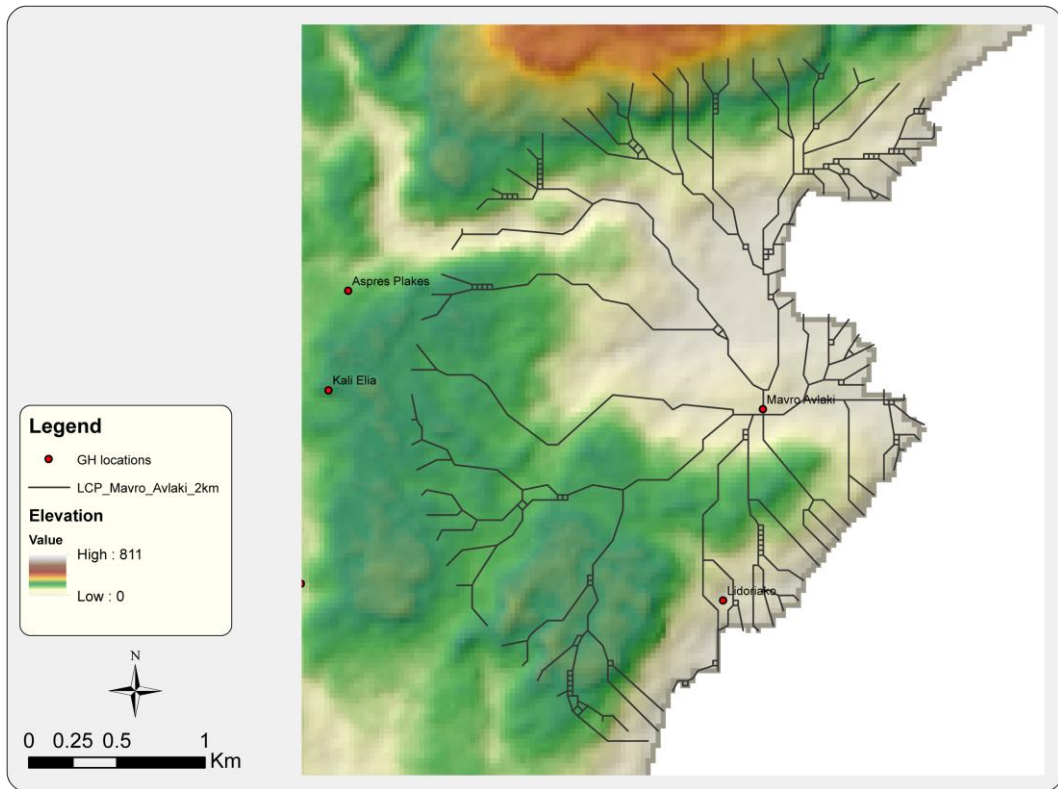 Aspres Plakes
Kali Elia
Mavro Avlaki
Lidoriako
Legend
GH locations
LCP_Mavro_Avlaki_2km
Elevation
Value
High : 811
Low : 0
N
0 0.25 0.5 1
Km